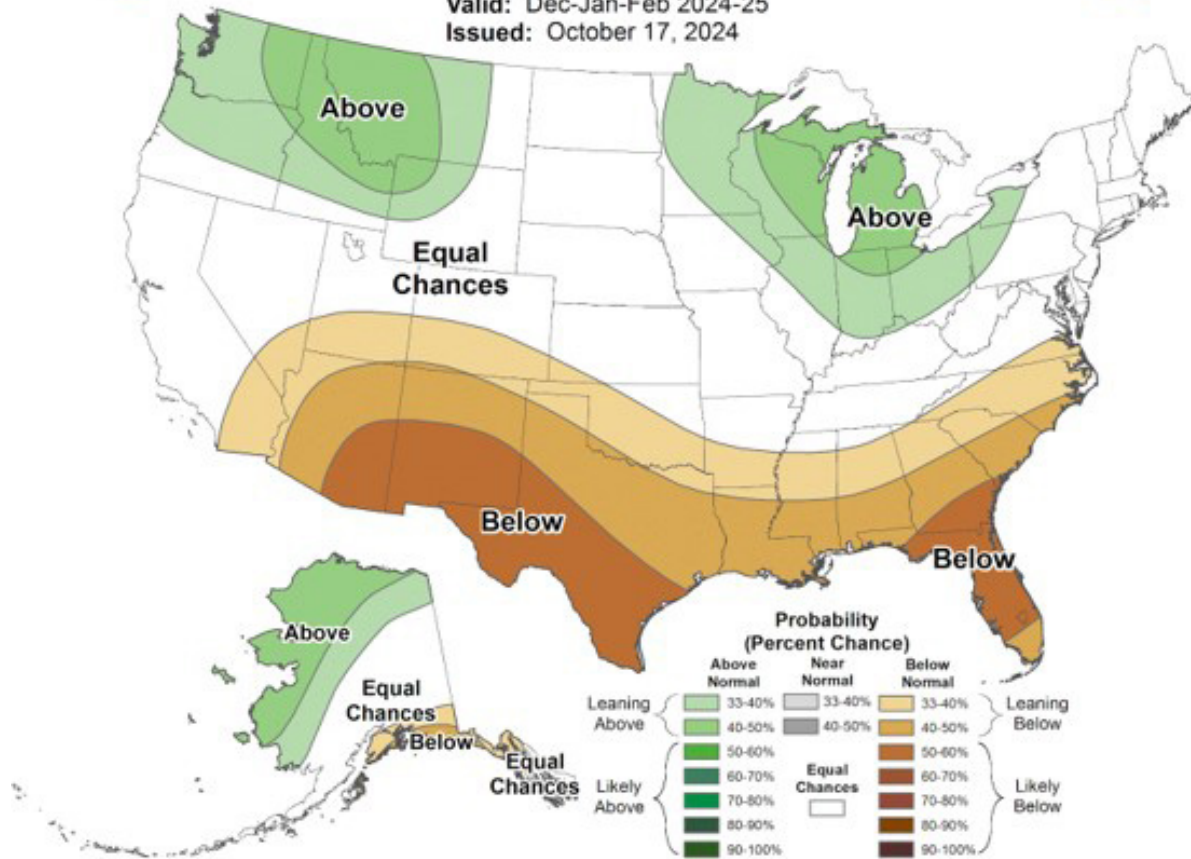 Valid: Dec-Jan-Feb 2024-25
Issued: October 17, 2024
Above
Above
Equal
Chances
Below
Below
Above
Equal
Chances
Below
Equal
Chances
Probability
(Percent Chance)
Above
Normal
Near
Normal
Below
Normal
Leaning
Above
33-40%
33-40%
33-40%
Leaning
Below
40-50%
40-50%
40-50%
Likely
Above
50-60%
60-70%
70-80%
80-90%
90-100%
Equal
Chances
50-60%
60-70%
70-80%
80-90%
90-100%
Likely
Below